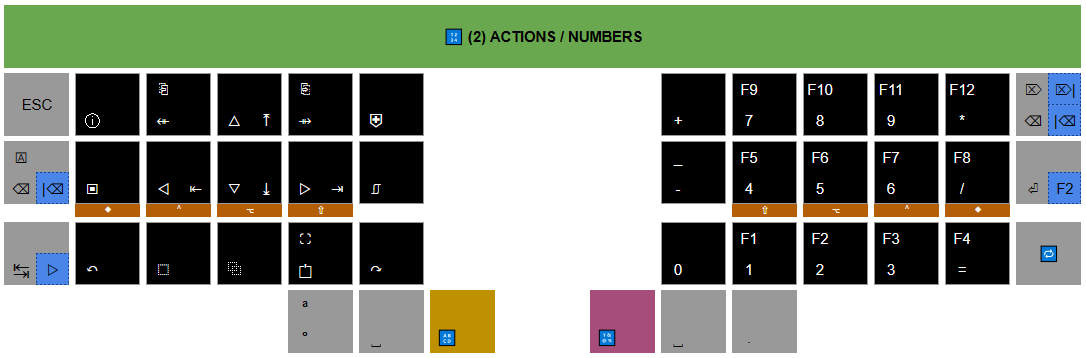 (2) ACTIONS / NUMBERS
ESC F9 F10 F11 F12
+ 7 8 9 *
_ F5 F6 F7 F8
- 4 5 6 / F2
F1 F2 F3 F4
0 1 2 3 =
a
.